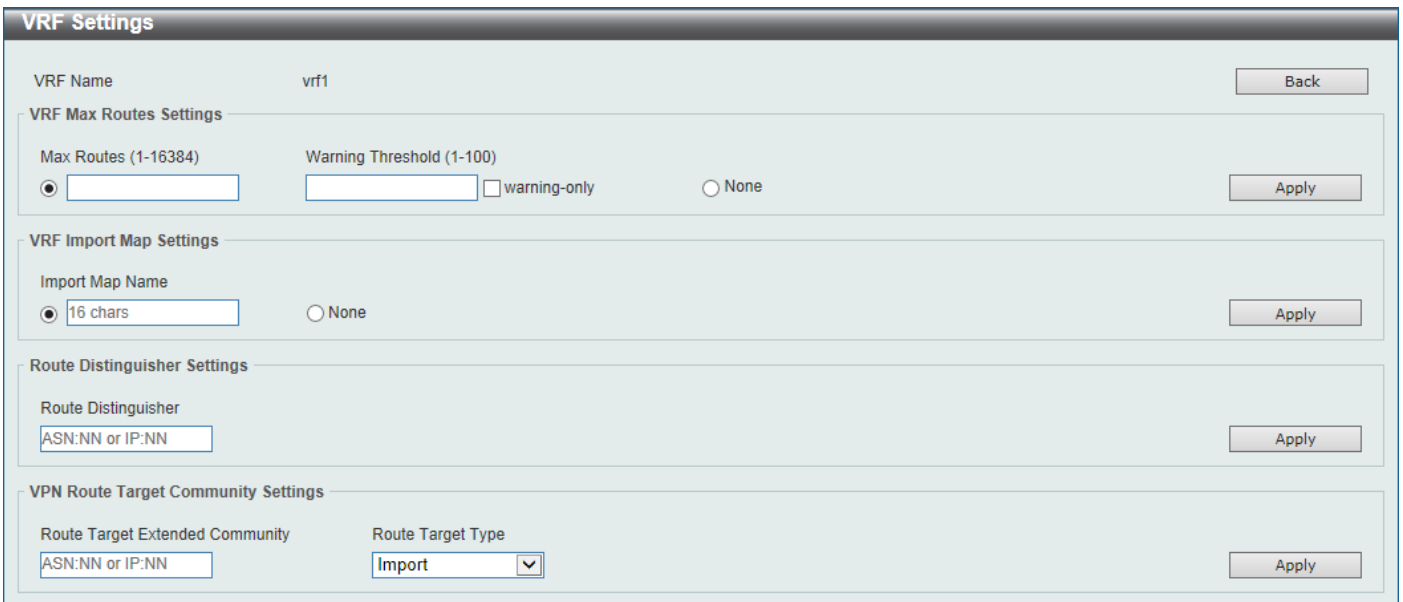 VRF Settings
VRF Name vrf1 Back
VRF Max Routes Settings
Max Routes (1-16384) Warning Threshold (1-100)
warning-only None Apply
VRF Import Map Settings
Import Map Name
16 chars None Apply
Route Distinguisher Settings
Route Distinguisher
ASN:NN or IP:NN Apply
VPN Route Target Community Settings
Route Target Extended Community Route Target Type
ASN:NN or IP:NN Import Apply